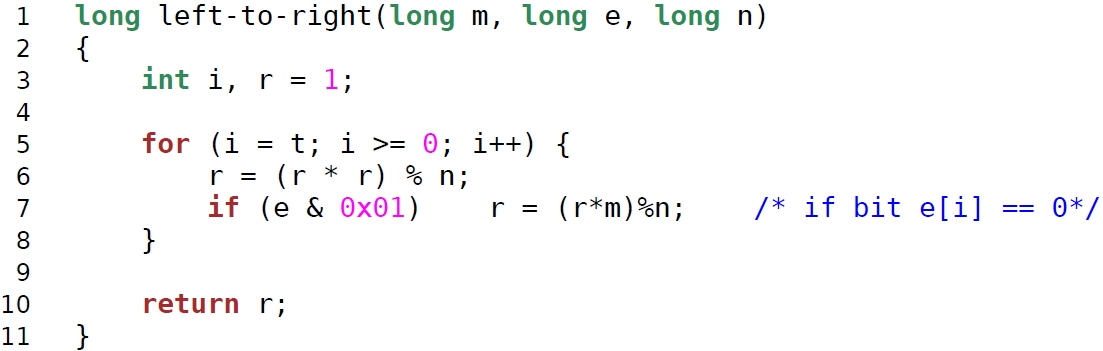 1 long left-to-right(long m, long e, long n)
2 {
3 int i, r = 1;
4
5 for (i = t; i >= 0; i++) {
6 r = (r * r) % n;
7 if (e & 0x01) r = (r*m)%n; /* if bit e[i] == 0*/
8 }
9
10 return r;
11 }